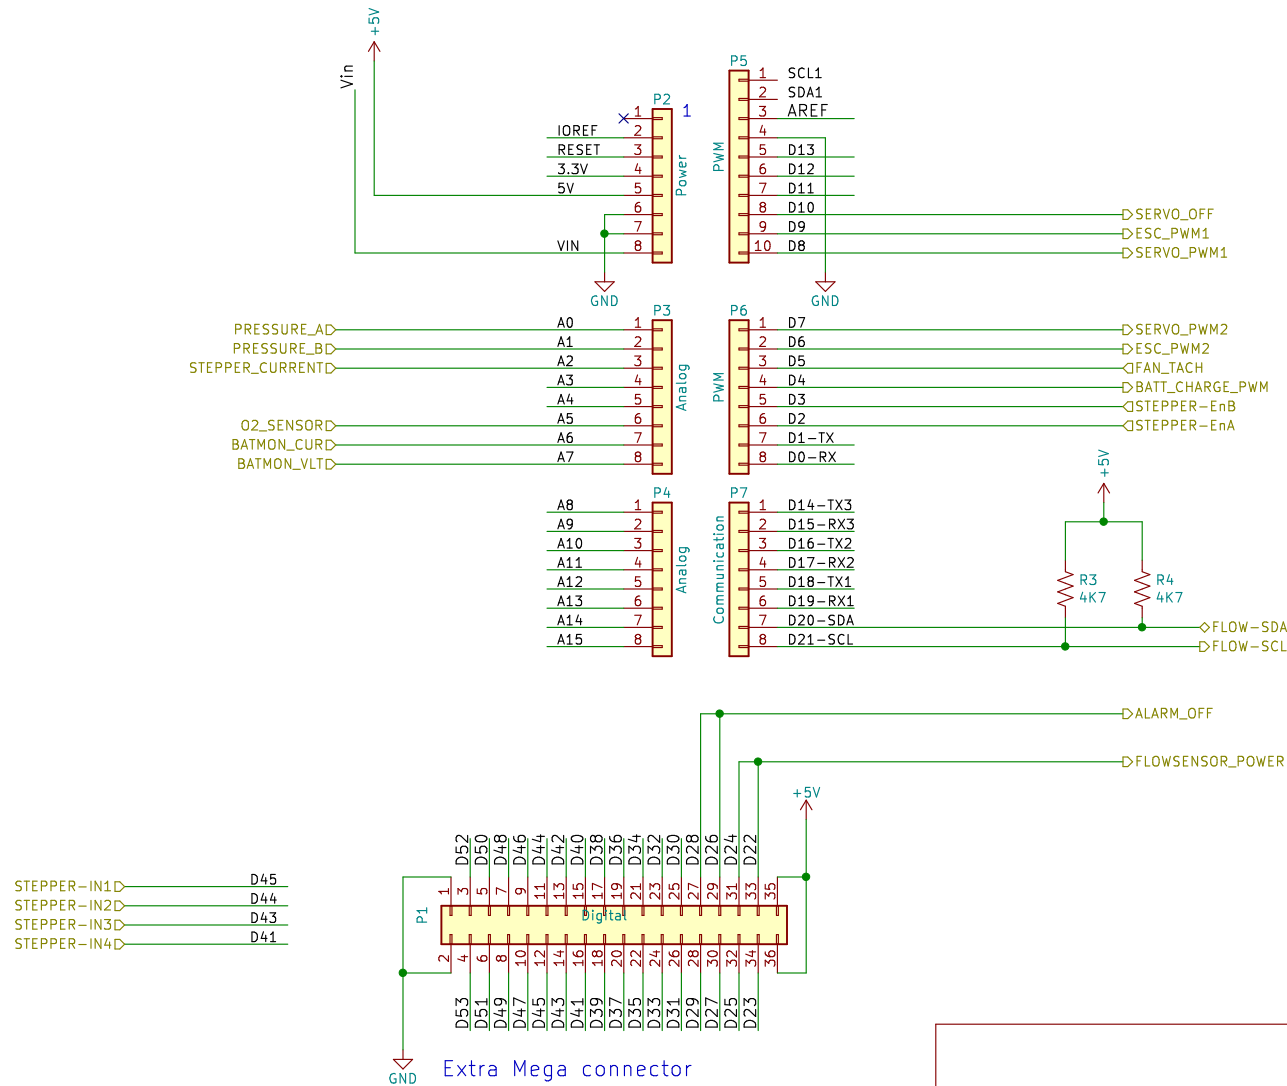 +5V
Vin
P2
1
1
IOREF 2
RESET 3
3.3V 4
5V 5
6
7
VIN 8
Power
GND
P5
1 SCL1
2 SDA1
3 AREF
4
5 D13
6 D12
7 D11
8 D10 SERVO_OFF
9 D9 ESC_PWM1
10 D8 SERVO_PWM1
PWM
GND
P3
PRESSURE_A A0 1
PRESSURE_B A1 2
STEPPER_CURRENT A2 3
A3 4
A4 5
O2_SENSOR A5 6
BATMON_CUR A6 7
BATMON_VLT A7 8
Analog
P6
1 D7 SERVO_PWM2
2 D6 ESC_PWM2
3 D5 FAN_TACH
4 D4 BATT_CHARGE_PWM
5 D3 STEPPER-EnB
6 D2 STEPPER-EnA
7 D1-TX
8 D0-RX
PWM
P4
A8 1
A9 2
A10 3
A11 4
A12 5
A13 6
A14 7
A15 8
Analog
P7
1 D14-TX3
2 D15-RX3
3 D16-TX2
4 D17-RX2
5 D18-TX1
6 D19-RX1
7 D20-SDA FLOW-SDA
8 D21-SCL FLOW-SCL
Communication
+5V
R3
4K7
R4
4K7
ALARM_OFF
FLOWSENSOR_POWER
+5V
D52 D50 D48 D46 D44 D42 D40 D38 D36 D34 D32 D30 D28 D26 D24 D22
1 3 5 7 9 11 13 15 17 19 21 23 25 27 29 31 33 35
P1
Digital
2 4 6 8 10 12 14 16 18 20 22 24 26 28 30 32 34 36
D53 D51 D49 D47 D45 D43 D41 D39 D37 D35 D33 D31 D29 D27 D25 D23
STEPPER-IN1 D45
STEPPER-IN2 D44
STEPPER-IN3 D43
STEPPER-IN4 D41
GND
Extra Mega connector